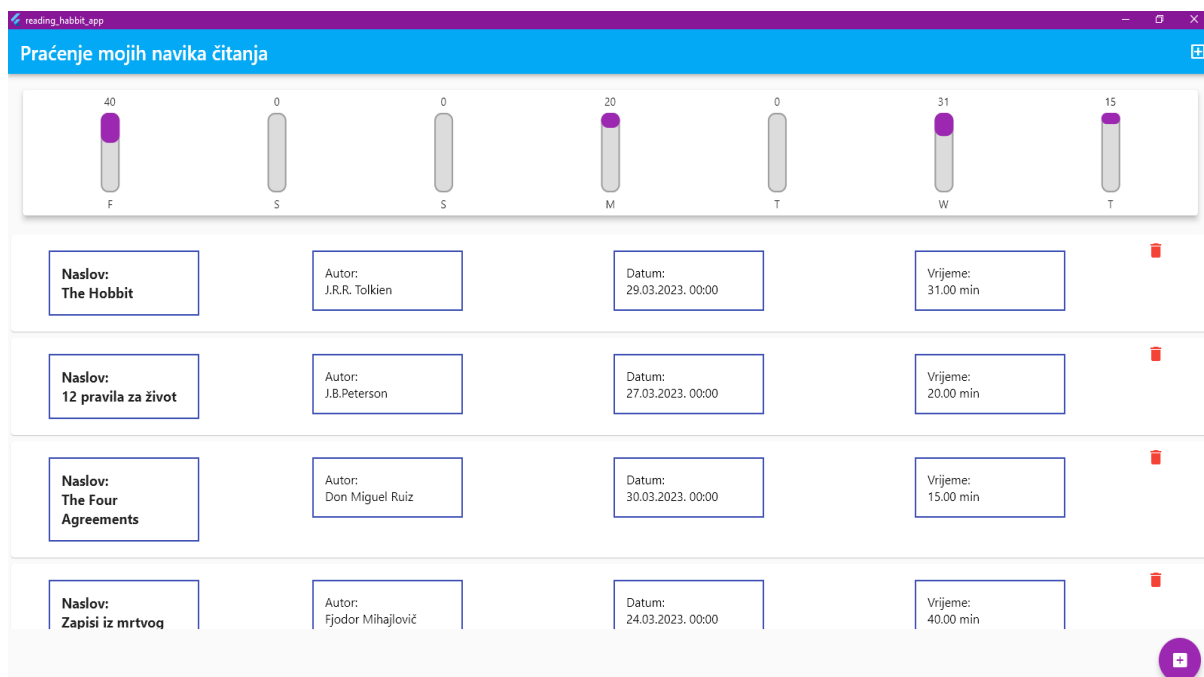 reading_habbit_app
Praćenje mojih navika čitanja
40 0 0 20 0 31 15
F S S M T W T
Naslov:
The Hobbit
Autor:
J.R.R. Tolkien
Datum:
29.03.2023. 00:00
Vrijeme:
31.00 min
Naslov:
12 pravila za život
Autor:
J.B.Peterson
Datum:
27.03.2023. 00:00
Vrijeme:
20.00 min
Naslov:
The Four
Agreements
Autor:
Don Miguel Ruiz
Datum:
30.03.2023. 00:00
Vrijeme:
15.00 min
Naslov:
Zapisi iz mrtvog
Autor:
Fjodor Mihajlovič
Datum:
24.03.2023. 00:00
Vrijeme:
40.00 min